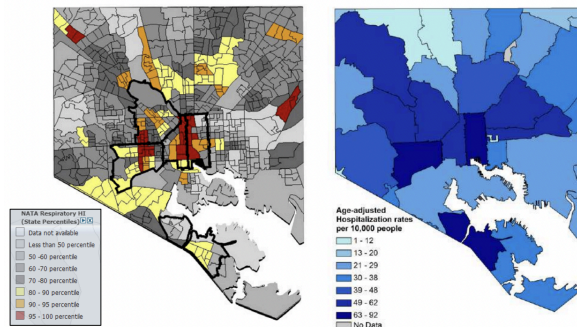 NATA Respiratory HI
(State Percentiles)
Data not available
Less than 50 percentile
50 -60 percentile
60 -70 percentile
70 - 80 percentile
80 - 90 percentile
90 - 95 percentile
95 - 100 percentile
Age-adjusted
Hospitalization rates
per 10,000 people
1 - 12
13 - 20
21 - 29
30 - 38
39 - 48
49 - 62
63 - 92
No Data